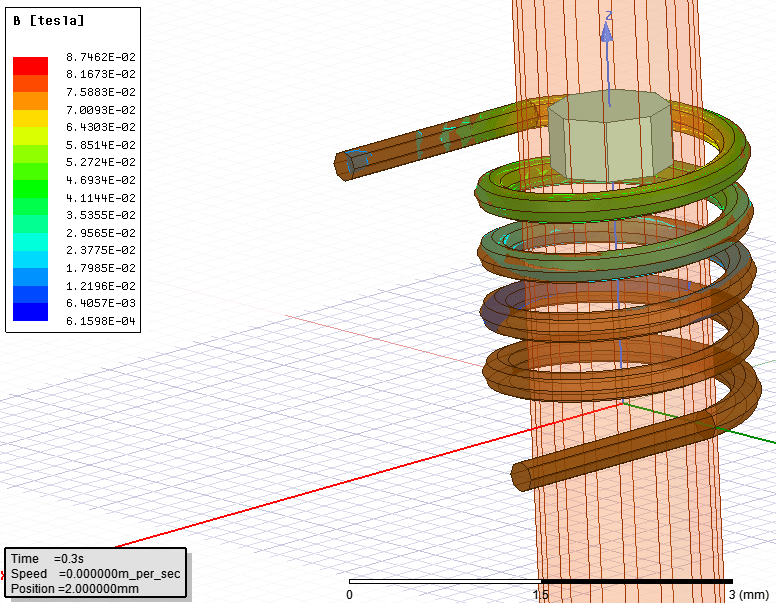 B [tesla]
8.7462E-02
8.1673E-02
7.5883E-02
7.0093E-02
6.4303E-02
5.8514E-02
5.2724E-02
4.6934E-02
4.1144E-02
3.5355E-02
2.9565E-02
2.3775E-02
1.7985E-02
1.2196E-02
6.4057E-03
6.1598E-04
Z
Time =0.3s
Speed =0.000000m_per_sec
Position =2.000000mm
0 1.5 3 (mm)